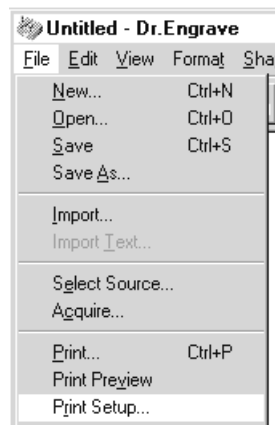 Untitled - Dr.Engrave
File Edit View Format Sha
New... Ctrl+N
Open... Ctrl+O
Save Ctrl+S
Save As...
Import...
Import Text...
Select Source...
Acquire...
Print... Ctrl+P
Print Preview
Print Setup...